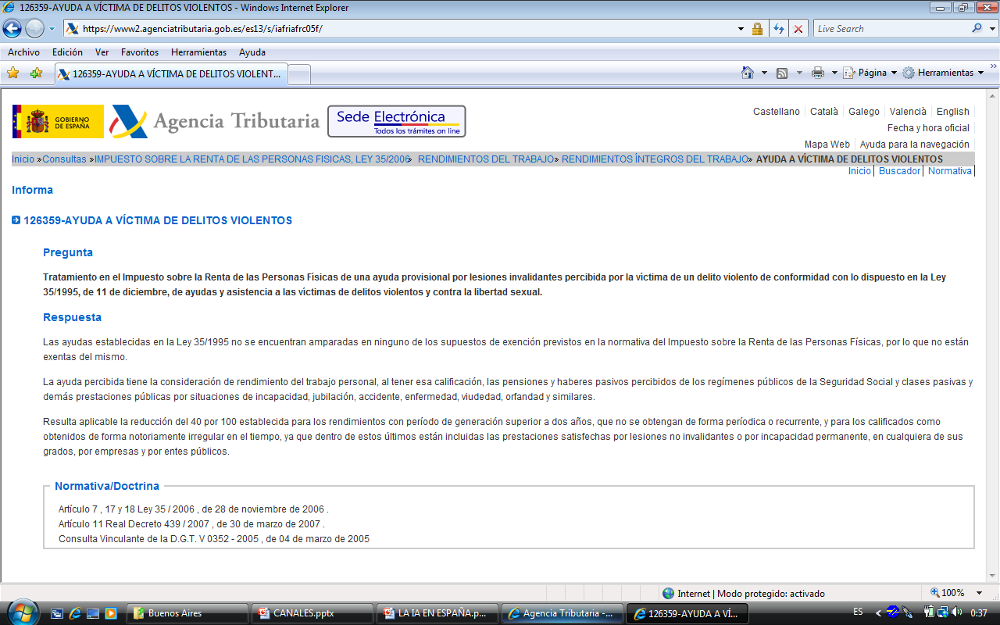 126359-AYUDA A VÍCTIMA DE DELITOS VIOLENTOS - Windows Internet Explorer
https://www2.agenciatributaria.gob.es/es13/s/iafriafrc05f/
Live Search
Archivo Edición Ver Favoritos Herramientas Ayuda
126359-AYUDA A VÍCTIMA DE DELITOS VIOLENT...
Página Herramientas
GOBIERNO DE ESPAÑA
Agencia Tributaria
Sede Electrónica
Todos los trámites on line
Castellano Català Galego Valencià English
Fecha y hora oficial
Mapa Web Ayuda para la navegación
Inicio »Consultas »IMPUESTO SOBRE LA RENTA DE LAS PERSONAS FISICAS, LEY 35/2006» RENDIMIENTOS DEL TRABAJO» RENDIMIENTOS ÍNTEGROS DEL TRABAJO» AYUDA A VÍCTIMA DE DELITOS VIOLENTOS
Inicio Buscador Normativa
Informa
126359-AYUDA A VÍCTIMA DE DELITOS VIOLENTOS
Pregunta
Tratamiento en el Impuesto sobre la Renta de las Personas Físicas de una ayuda provisional por lesiones invalidantes percibida por la víctima de un delito violento de conformidad con lo dispuesto en la Ley
35/1995, de 11 de diciembre, de ayudas y asistencia a las víctimas de delitos violentos y contra la libertad sexual.
Respuesta
Las ayudas establecidas en la Ley 35/1995 no se encuentran amparadas en ninguno de los supuestos de exención previstos en la normativa del Impuesto sobre la Renta de las Personas Físicas, por lo que no están
exentas del mismo.
La ayuda percibida tiene la consideración de rendimiento del trabajo personal, al tener esa calificación, las pensiones y haberes pasivos percibidos de los regímenes públicos de la Seguridad Social y clases pasivas y
demás prestaciones públicas por situaciones de incapacidad, jubilación, accidente, enfermedad, viudedad, orfandad y similares.
Resulta aplicable la reducción del 40 por 100 establecida para los rendimientos con período de generación superior a dos años, que no se obtengan de forma períodica o recurrente, y para los calificados como
obtenidos de forma notoriamente irregular en el tiempo, ya que dentro de estos últimos están incluidas las prestaciones satisfechas por lesiones no invalidantes o por incapacidad permanente, en cualquiera de sus
grados, por empresas y por entes públicos.
Normativa/Doctrina
Artículo 7 , 17 y 18 Ley 35 / 2006 , de 28 de noviembre de 2006 .
Artículo 11 Real Decreto 439 / 2007 , de 30 de marzo de 2007 .
Consulta Vinculante de la D.G.T. V 0352 - 2005 , de 04 de marzo de 2005
Internet | Modo protegido: activado
100%
Buenos Aires
CANALES.pptx
LA IA EN ESPAÑA.p...
Agencia Tributaria -...
126359-AYUDA A VÍ...
ES
0:37